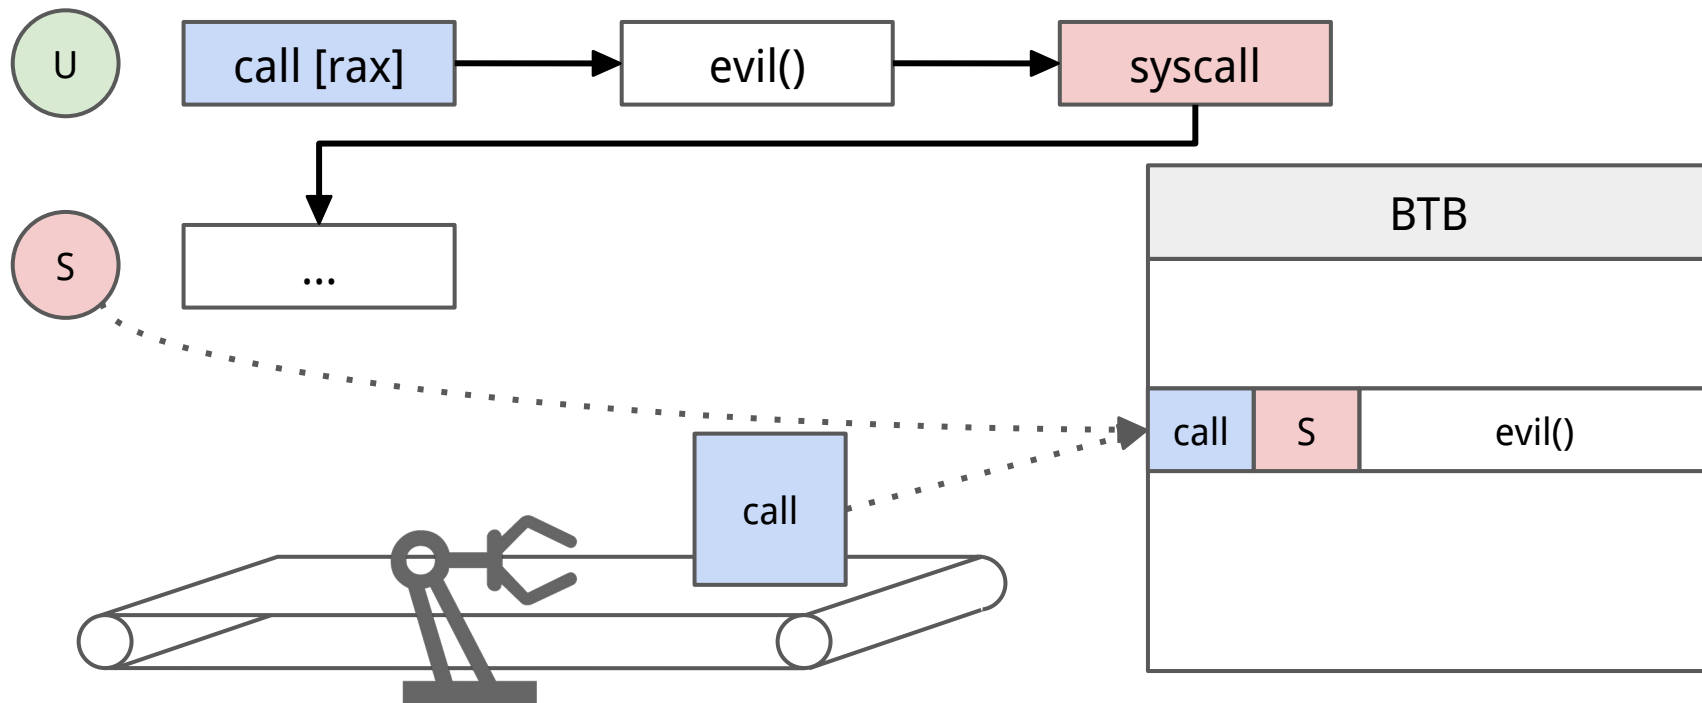 U
call [rax]
evil()
syscall
BTB
S
...
call
S
evil()
call